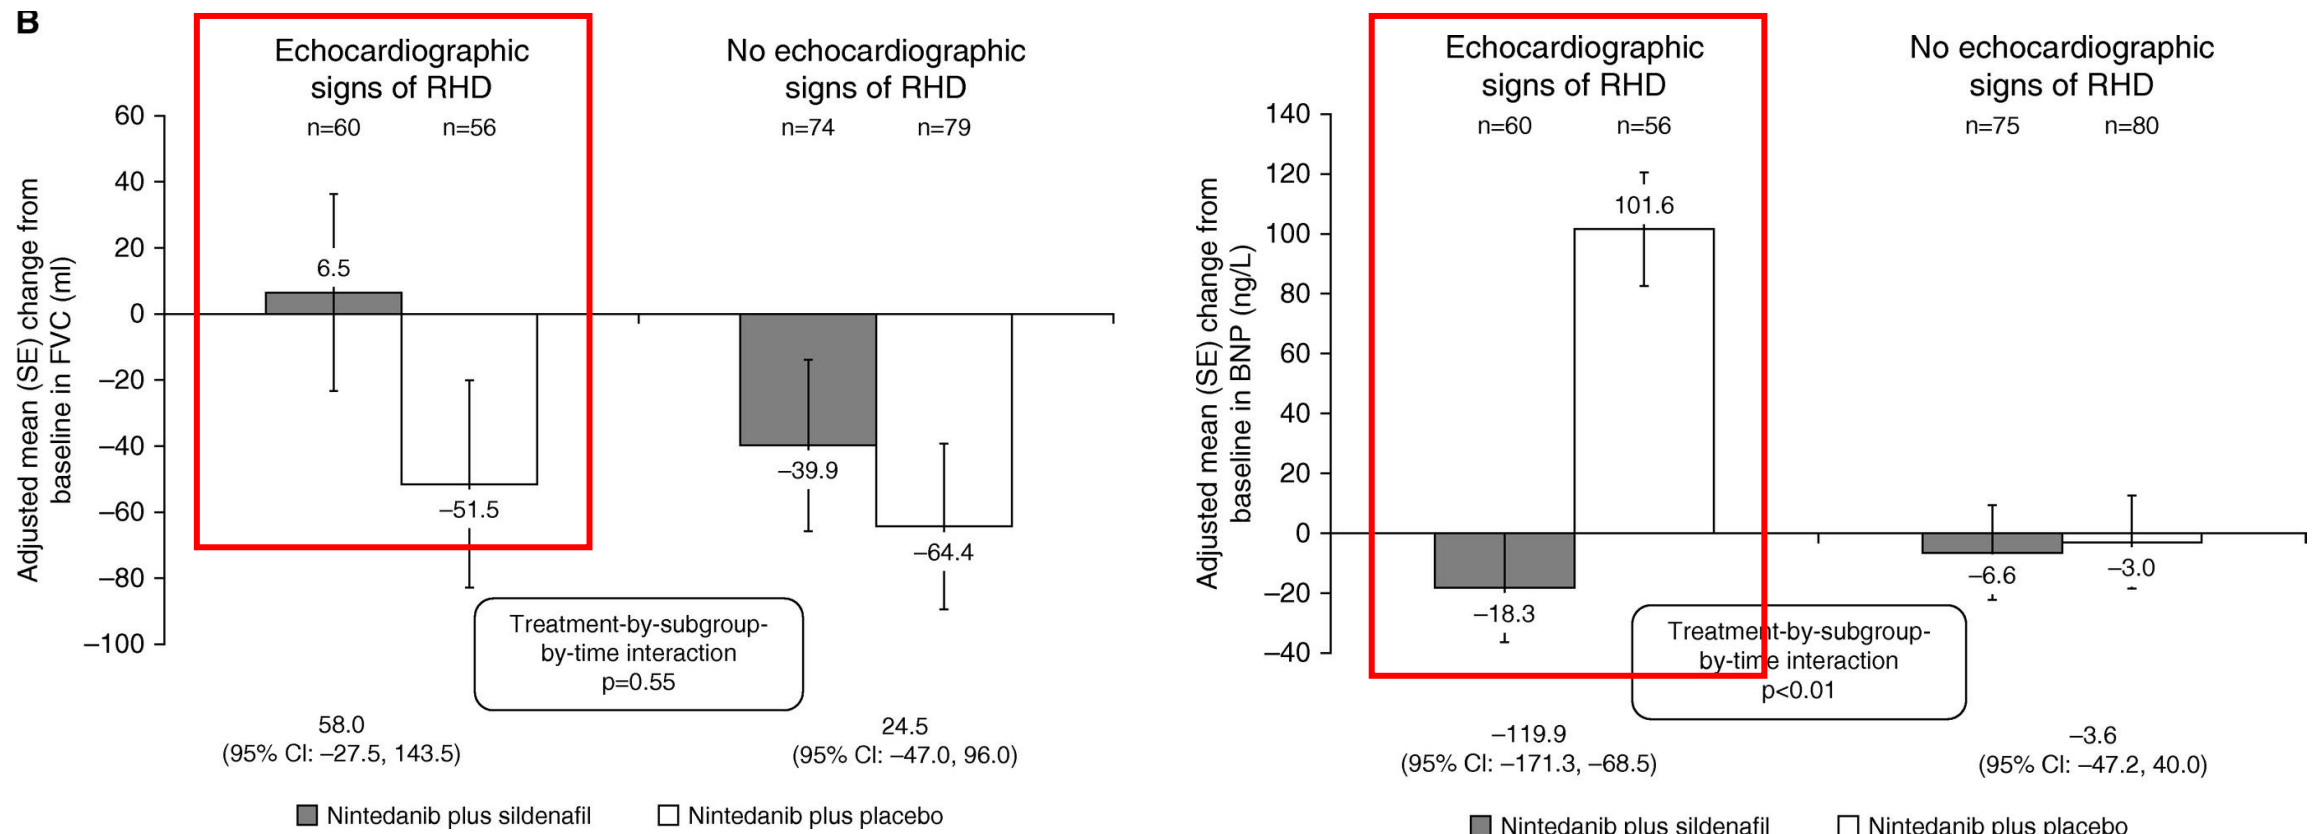 B
Echocardiographic
signs of RHD
No echocardiographic
signs of RHD
n=60
n=56
n=74
n=79
Adjusted mean (SE) change from
baseline in FVC (ml)
60
40
20
0
–20
–40
–60
–80
–100
6.5
–51.5
–39.9
–64.4
Treatment-by-subgroup-
by-time interaction
p=0.55
58.0
(95% CI: –27.5, 143.5)
24.5
(95% CI: –47.0, 96.0)
Nintedanib plus sildenafil
Nintedanib plus placebo
Echocardiographic
signs of RHD
No echocardiographic
signs of RHD
n=60
n=56
n=75
n=80
Adjusted mean (SE) change from
baseline in BNP (ng/L)
140
120
100
80
60
40
20
0
–20
–40
–18.3
101.6
–6.6
–3.0
Treatment-by-subgroup-
by-time interaction
p<0.01
–119.9
(95% CI: –171.3, –68.5)
–3.6
(95% CI: –47.2, 40.0)
Nintedanib plus sildenafil
Nintedanib plus placebo